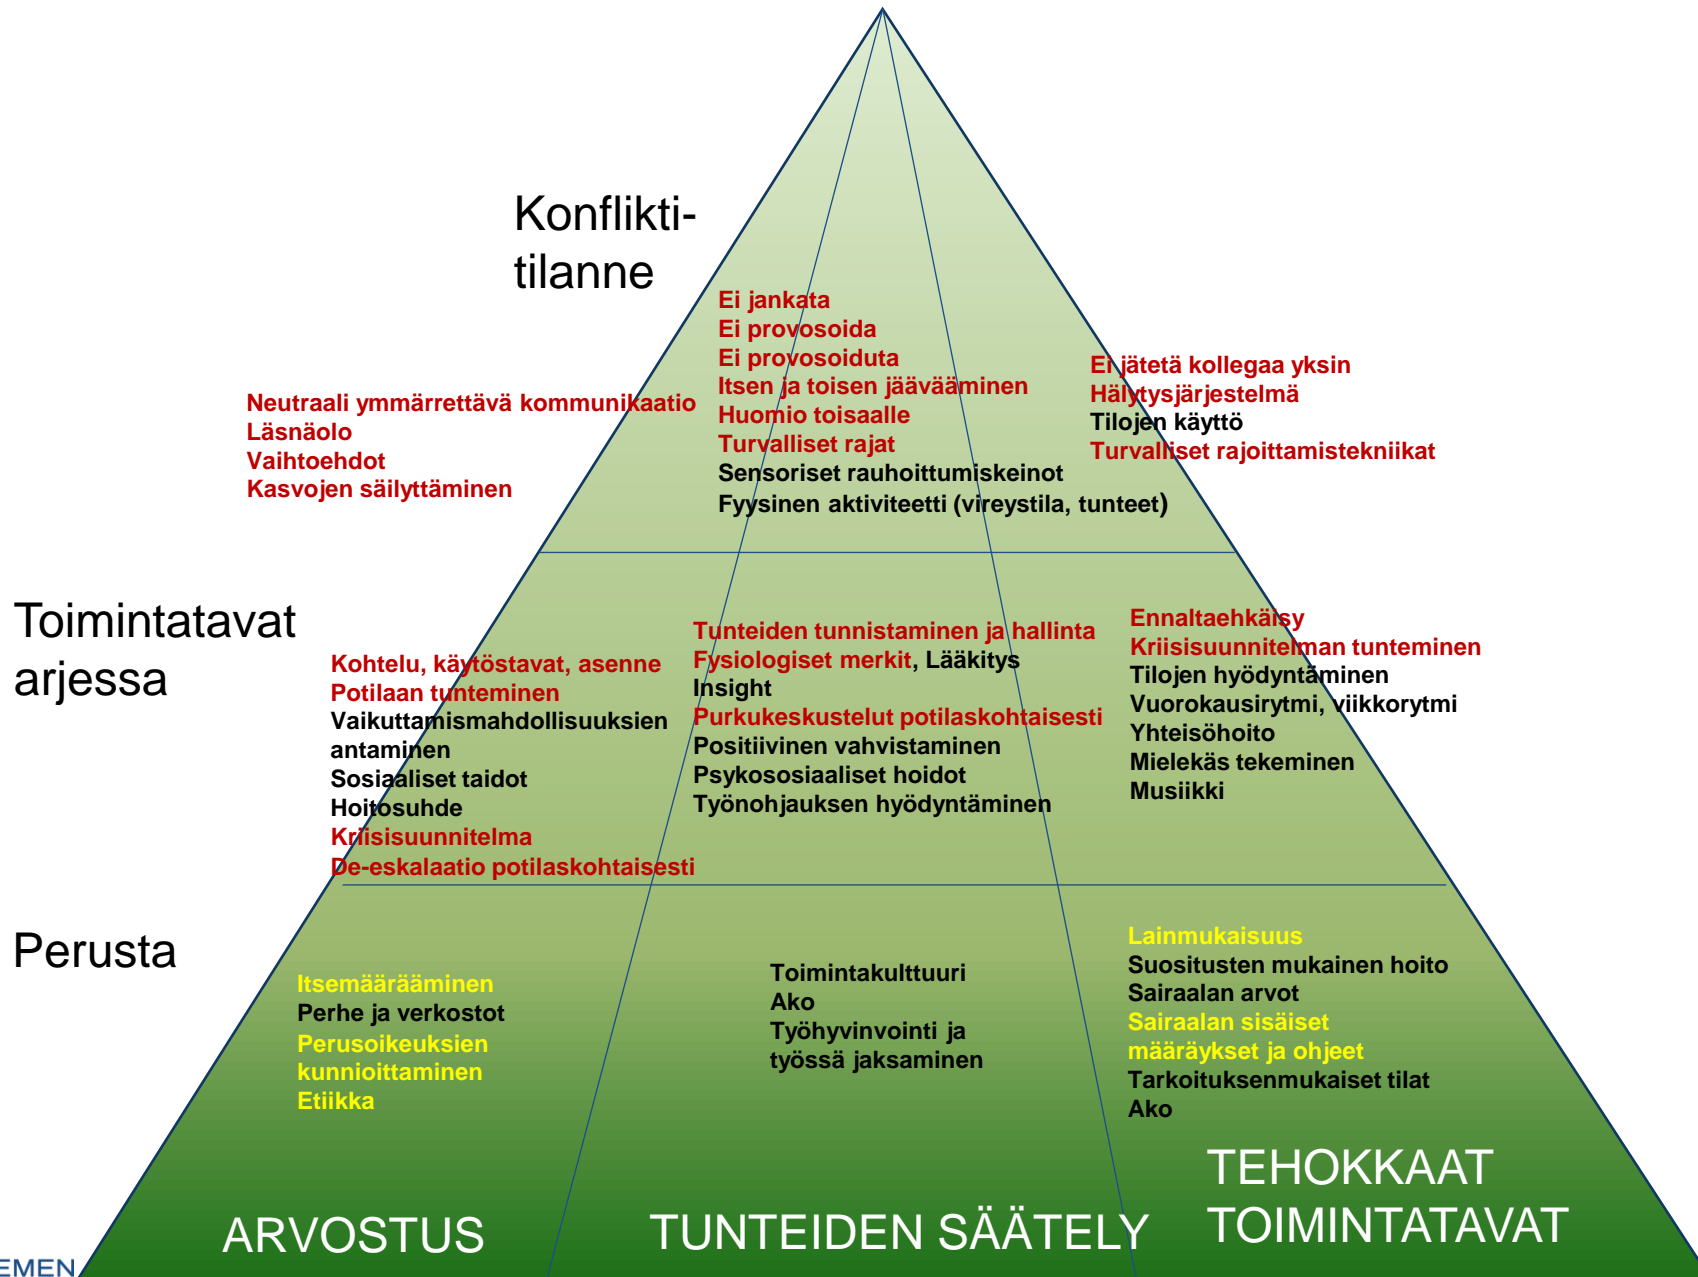 Konflikti-
tilanne
Neutraali ymmärrettävä kommunikaatio
Läsnäolo
Vaihtoehdot
Kasvojen säilyttäminen
Ei jankata
Ei provosoida
Ei provosoiduta
Itsen ja toisen jäävääminen
Huomio toisaalle
Turvalliset rajat
Sensoriset rauhoittumiskeinot
Fyysinen aktiviteetti (vireystila, tunteet)
Ei jätetä kollegaa yksin
Hälytysjärjestelmä
Tilojen käyttö
Turvalliset rajoittamistekniikat
Toimintatavat
arjessa
Kohtelu, käytöstavat, asenne
Potilaan tunteminen
Vaikuttamismahdollisuuksien
antaminen
Sosiaaliset taidot
Hoitosuhde
Kriisisuunnitelma
De-eskalaatio potilaskohtaisesti
Tunteiden tunnistaminen ja hallinta
Fysiologiset merkit, Lääkitys
Insight
Purkukeskustelut potilaskohtaisesti
Positiivinen vahvistaminen
Psykososiaaliset hoidot
Työnohjauksen hyödyntäminen
Ennaltaehkäisy
Kriisisuunnitelman tunteminen
Tilojen hyödyntäminen
Vuorokausirytmi, viikkorytmi
Yhteisöhoito
Mielekäs tekeminen
Musiikki
Perusta
Itsemäärääminen
Perhe ja verkostot
Perusoikeuksien
kunnioittaminen
Etiikka
Toimintakulttuuri
Ako
Työhyvinvointi ja
työssä jaksaminen
Lainmukaisuus
Suositusten mukainen hoito
Sairaalan arvot
Sairaalan sisäiset
määräykset ja ohjeet
Tarkoituksenmukaiset tilat
Ako
ARVOSTUS
TUNTEIDEN SÄÄTELY
TEHOKKAAT
TOIMINTATAVAT
EMEN